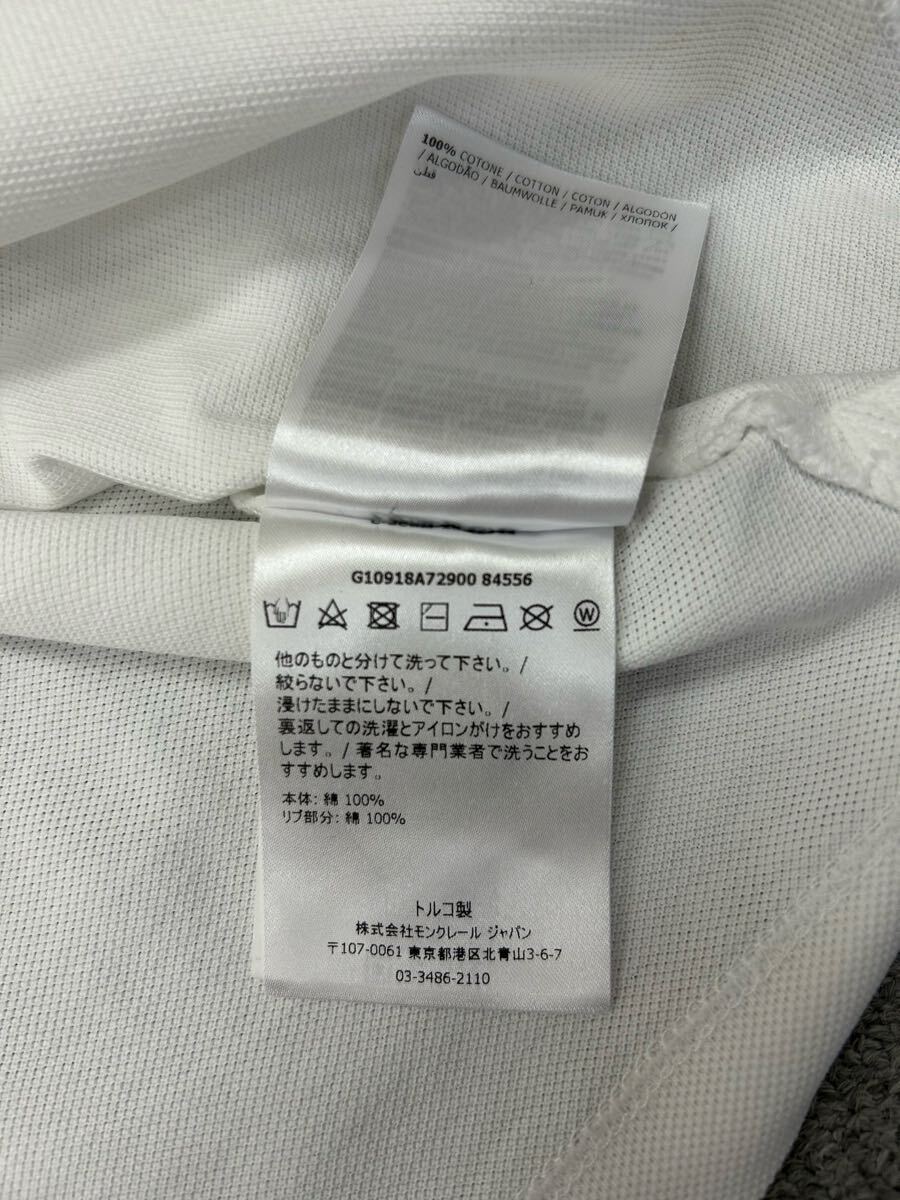 100% COTONE / COTTON / COTON / ALGODÓN
/ ALGODÃO / BAUMWOLLE / PAMUK / ХЛОПОК /
قطن
G10918A72900 84556
W
他のものと分けて洗って下さい。/
絞らないで下さい。/
浸けたままにしないで下さい。/
裏返しての洗濯とアイロンがけをおすすめ
します。/ 著名な専門業者で洗うことをお
すすめします。
本体: 綿 100%
リブ部分: 綿 100%
トルコ製
株式会社モンクレール ジャパン
〒107-0061 東京都港区北青山3-6-7
03-3486-2110